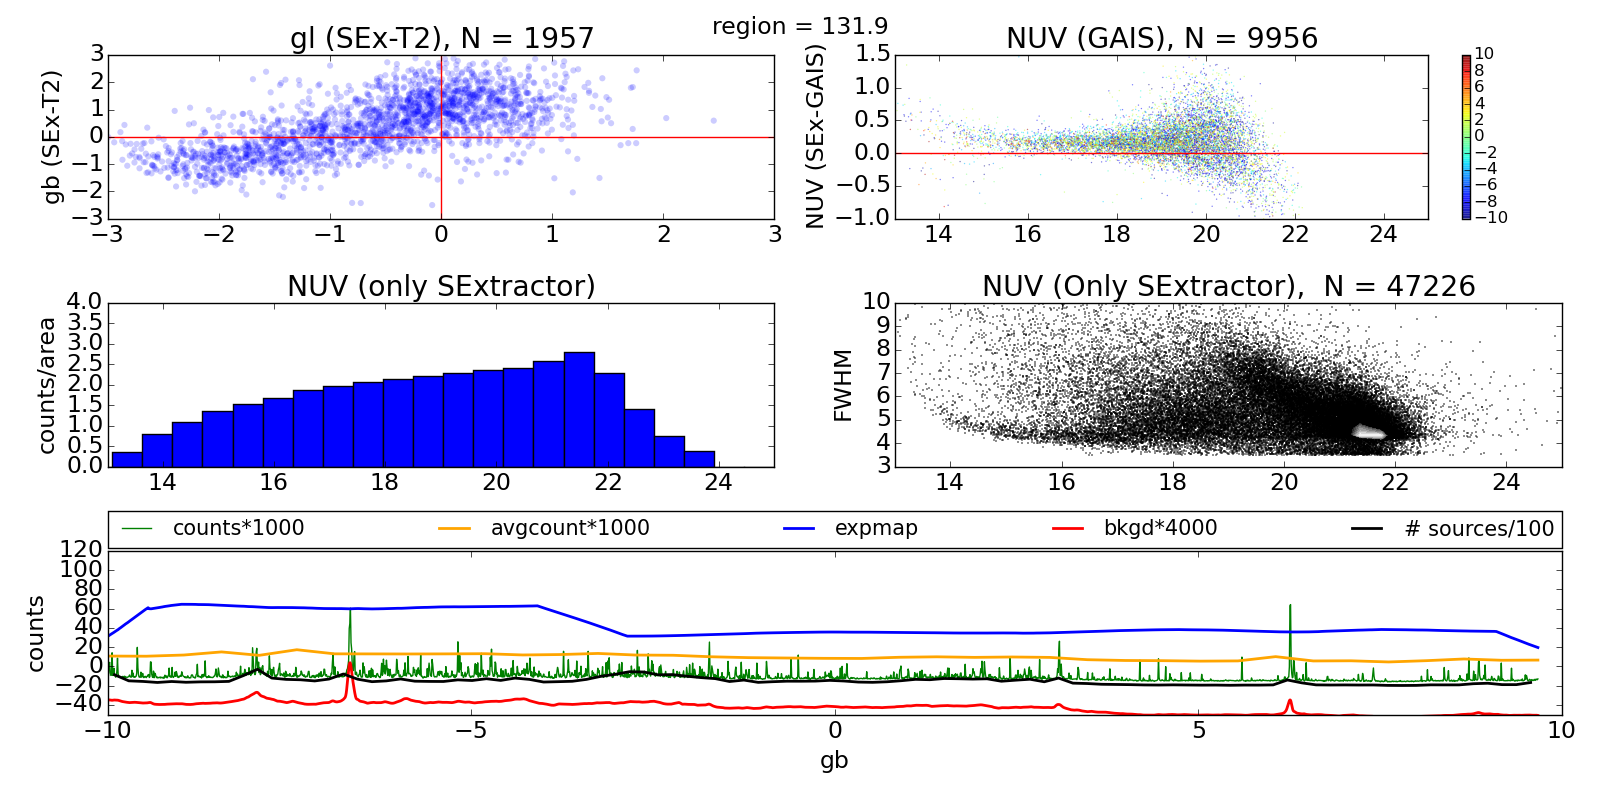 region = 131.9
gl (SEx-T2), N = 1957
gb (SEx-T2)
3
2
1
0
−1
−2
−3
−3 −2 −1 0 1 2 3
NUV (GAIS), N = 9956
NUV (SEx-GAIS)
1.5
1.0
0.5
0.0
−0.5
−1.0
14 16 18 20 22 24
10
8
6
4
2
0
−2
−4
−6
−8
−10
NUV (only SExtractor)
counts/area
4.0
3.5
3.0
2.5
2.0
1.5
1.0
0.5
0.0
14 16 18 20 22 24
NUV (Only SExtractor), N = 47226
FWHM
10
9
8
7
6
5
4
3
14 16 18 20 22 24
counts*1000 avgcount*1000 expmap bkgd*4000 # sources/100
counts
120
100
80
60
40
20
0
−20
−40
−10 −5 0 5 10
gb